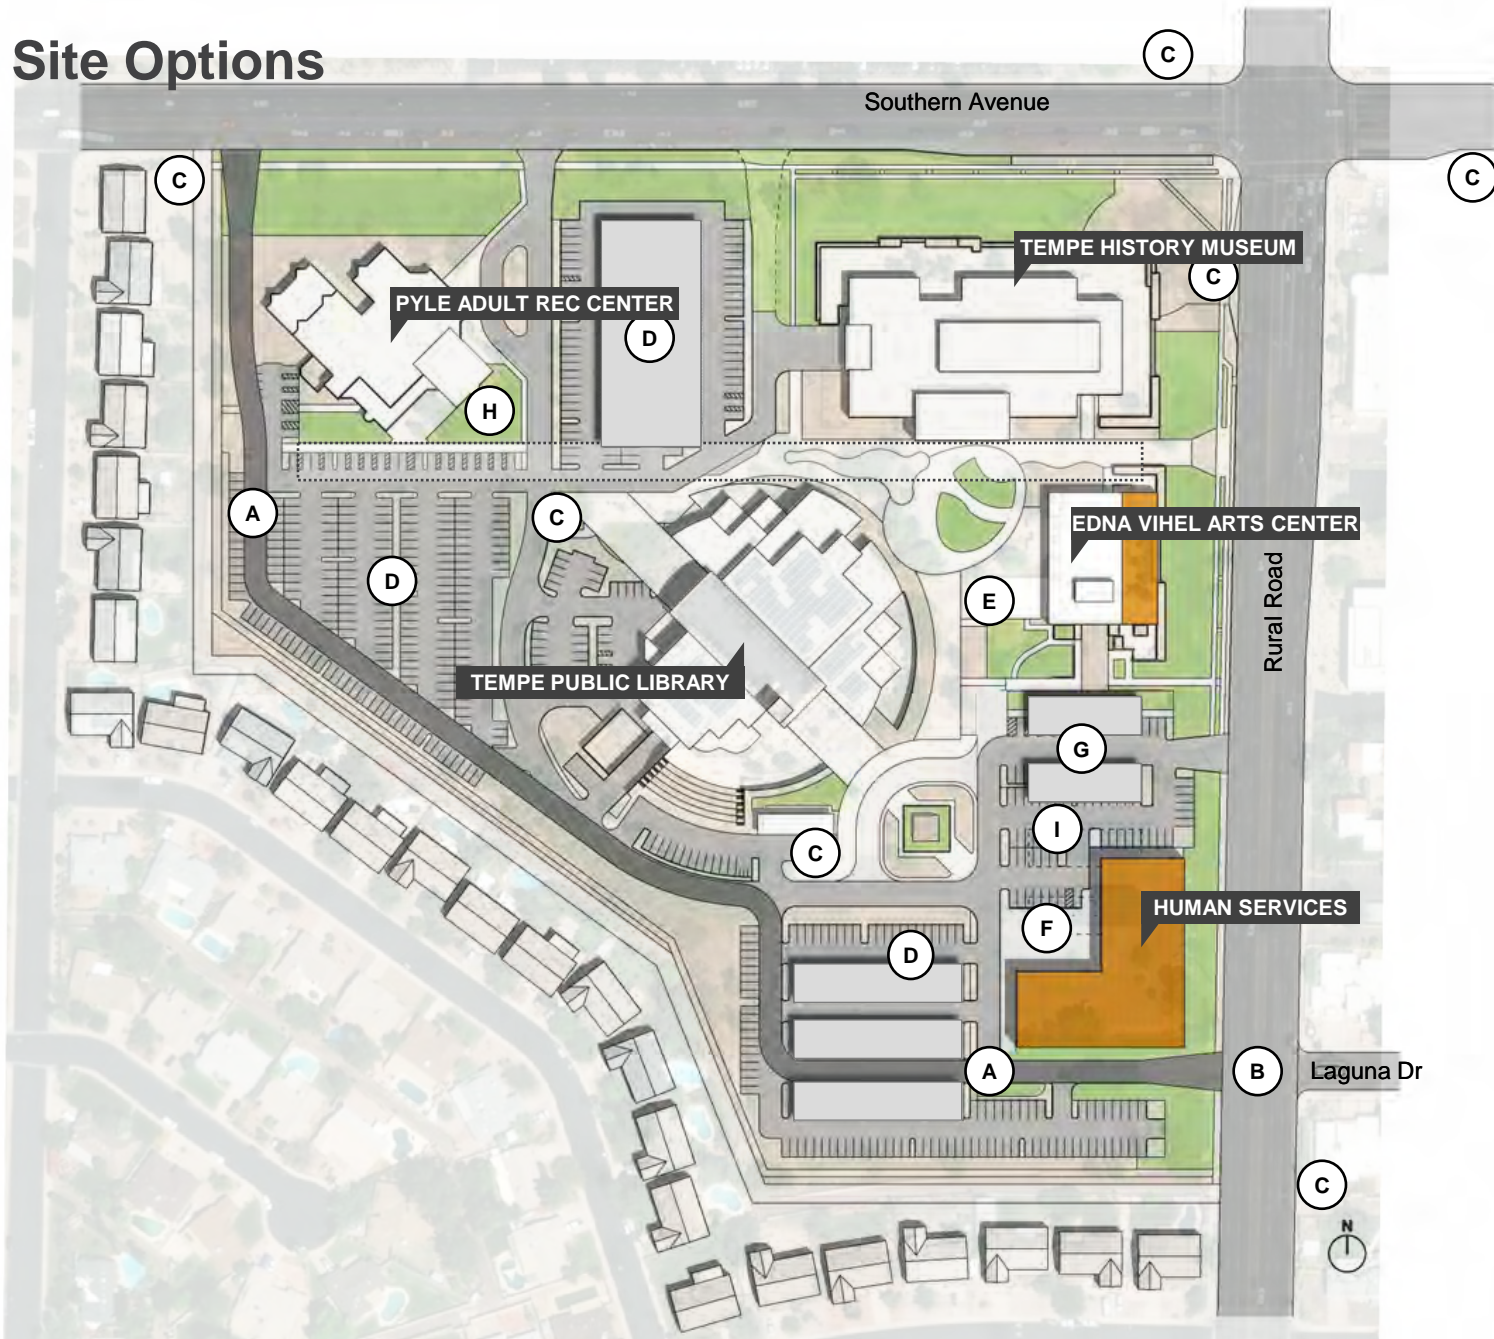 Site Options
C
Southern Avenue
C
C
TEMPE HISTORY MUSEUM
C
PYLE ADULT REC CENTER
D
H
A
C
EDNA VIHEL ARTS CENTER
D
E
Rural Road
TEMPE PUBLIC LIBRARY
G
I
C
HUMAN SERVICES
F
D
A
B
Laguna Dr
C
N